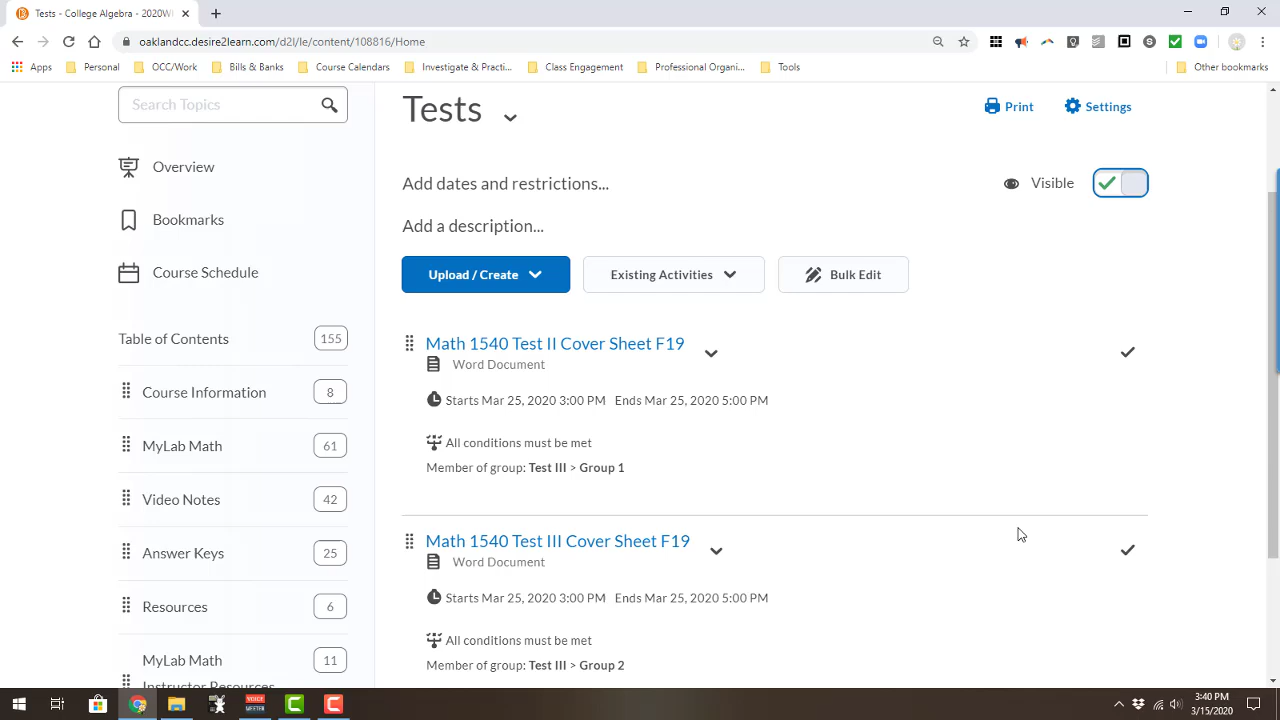 Tests - College Algebra - 2020WI
oaklandcc.desire2learn.com/d2l/le/content/108816/Home
Apps Personal OCC/Work Bills & Banks Course Calendars Investigate & Practi... Class Engagement Professional Organi... Tools Other bookmarks
Search Topics
Overview
Bookmarks
Course Schedule
Table of Contents 155
Course Information 8
MyLab Math 61
Video Notes 42
Answer Keys 25
Resources 6
MyLab Math 11
Instructor Resources
Tests
Print Settings
Add dates and restrictions...
Visible
Add a description...
Upload / Create Existing Activities Bulk Edit
Math 1540 Test II Cover Sheet F19
Word Document
Starts Mar 25, 2020 3:00 PM Ends Mar 25, 2020 5:00 PM
All conditions must be met
Member of group: Test III > Group 1
Math 1540 Test III Cover Sheet F19
Word Document
Starts Mar 25, 2020 3:00 PM Ends Mar 25, 2020 5:00 PM
All conditions must be met
Member of group: Test III > Group 2
VOICE
MEETER
3:40 PM
3/15/2020